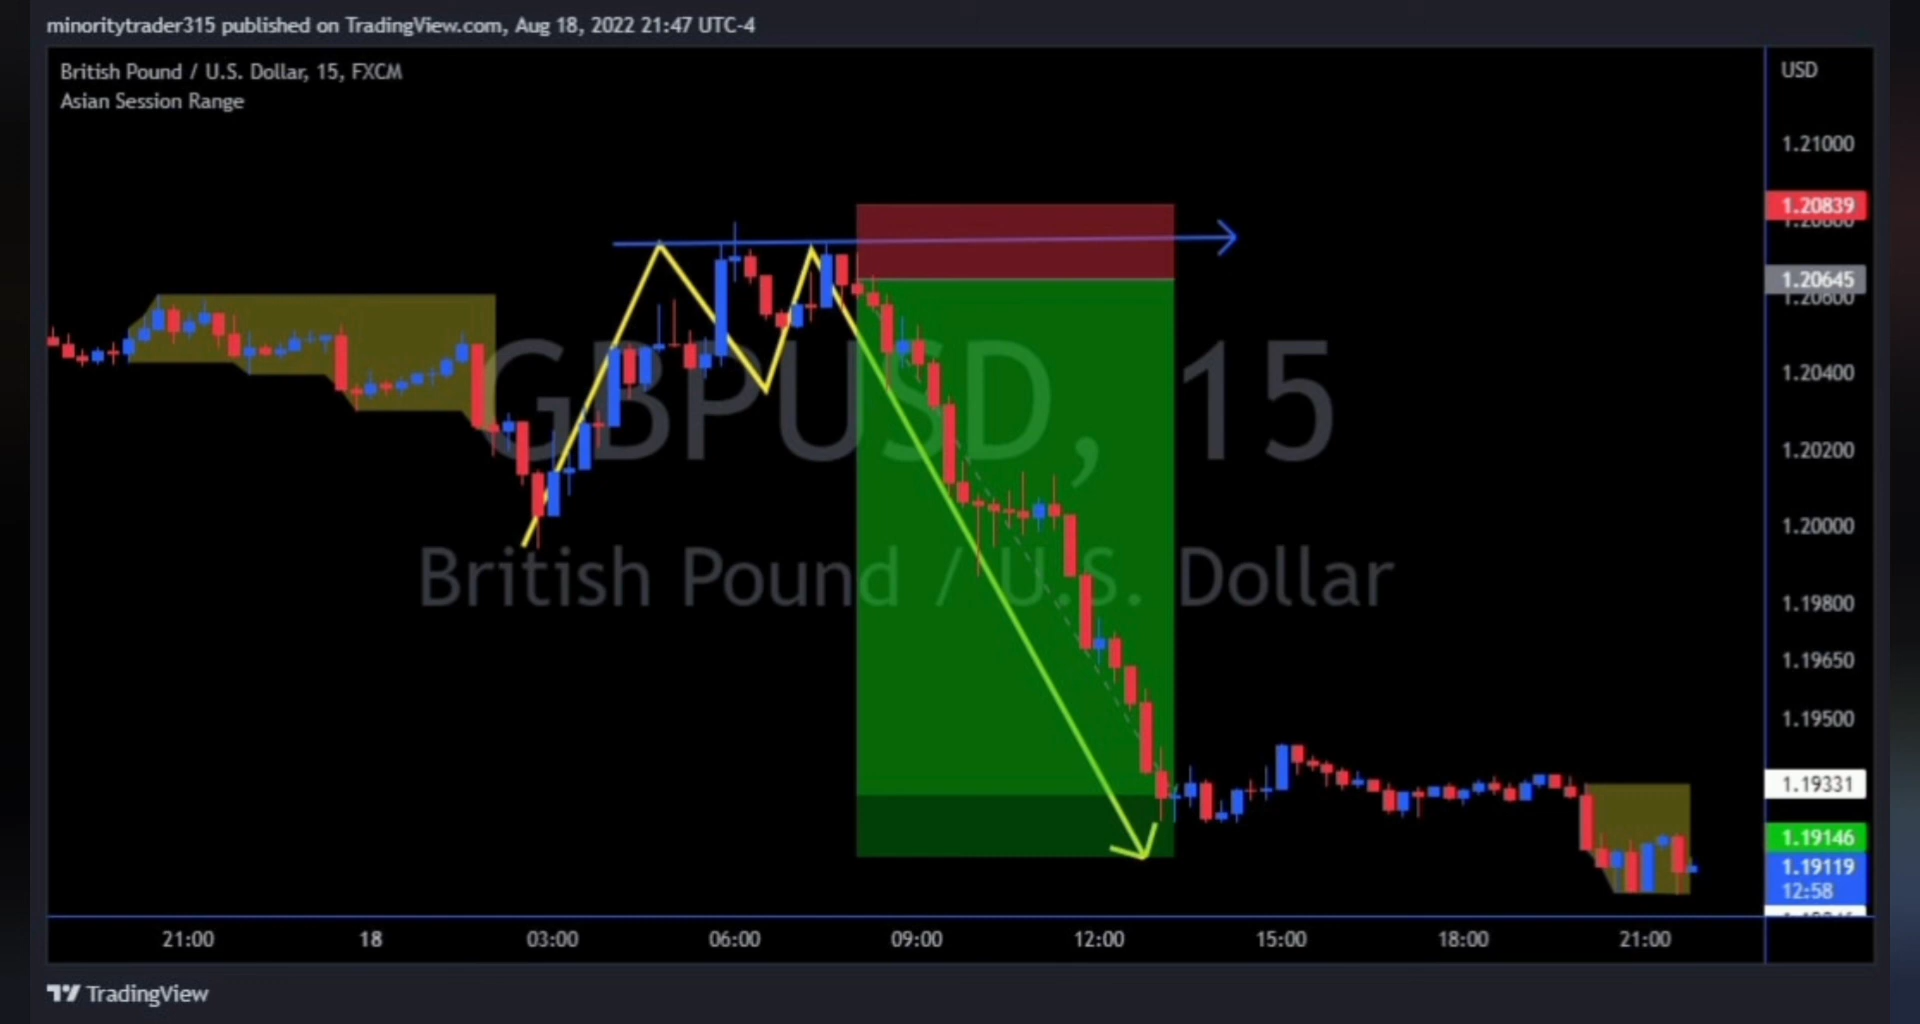 minoritytrader315 published on TradingView.com, Aug 18, 2022 21:47 UTC-4
British Pound / U.S. Dollar, 15, FXCM
Asian Session Range
USD
1.21000
1.20839
1.20645
1.20600
1.20400
GBPUSD, 15
1.20200
1.20000
British Pound / U.S. Dollar
1.19800
1.19650
1.19500
1.19331
1.19146
1.19119
12:58
21:00 18 03:00 06:00 09:00 12:00 15:00 18:00 21:00
TradingView